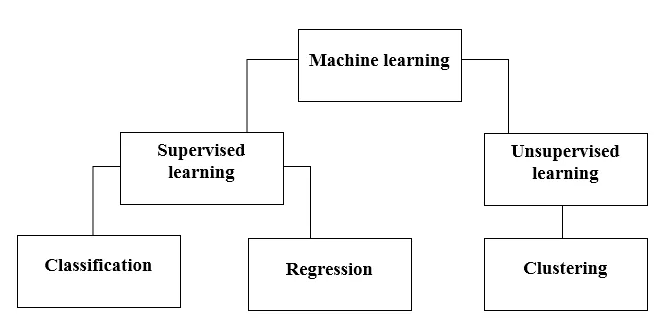 Machine learning
Supervised
learning
Unsupervised
learning
Classification
Regression
Clustering